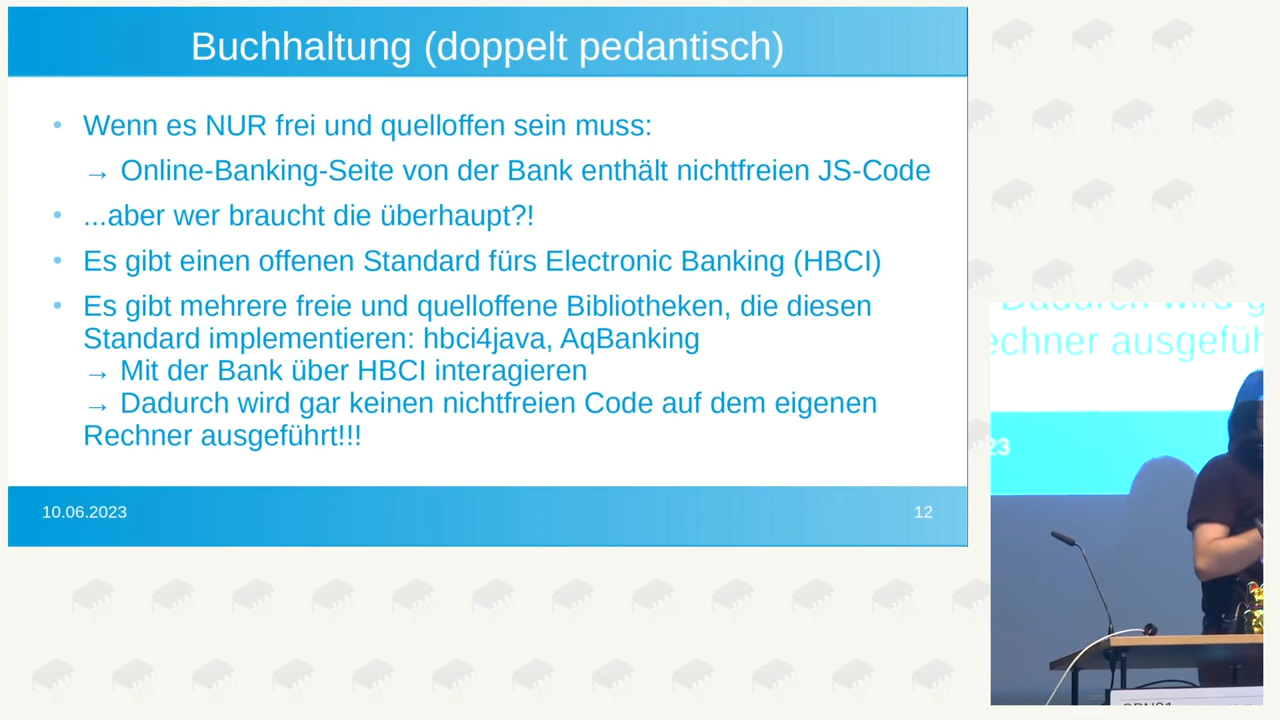 Buchhaltung (doppelt pedantisch)
• Wenn es NUR frei und quelloffen sein muss:
→ Online-Banking-Seite von der Bank enthält nichtfreien JS-Code
• ...aber wer braucht die überhaupt?!
• Es gibt einen offenen Standard fürs Electronic Banking (HBCI)
• Es gibt mehrere freie und quelloffene Bibliotheken, die diesen
Standard implementieren: hbci4java, AqBanking
→ Mit der Bank über HBCI interagieren
→ Dadurch wird gar keinen nichtfreien Code auf dem eigenen
Rechner ausgeführt!!!
10.06.2023
12
Dadurch wird g
echner ausgefüh
23